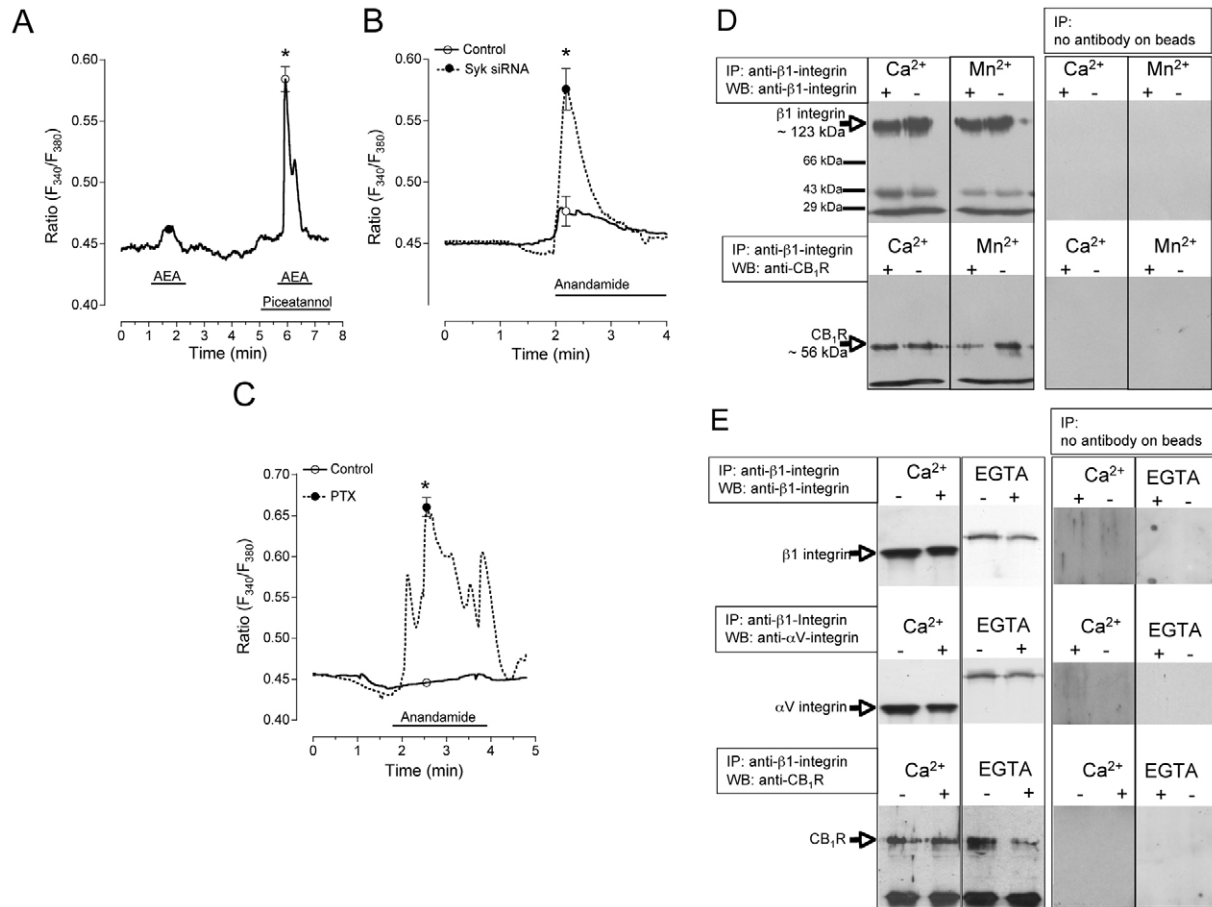 A
*
Ratio (F340/F380)
0.60
0.55
0.50
0.45
0.40
AEA
AEA
Piceatannol
0.0 1 2 3 4 5 6 7 8
Time (min)
B
Control
Syk siRNA
*
Ratio (F340/F380)
0.60
0.55
0.50
0.45
Anandamide
0 1 2 3 4
Time (min)
C
Control
PTX
*
Ratio (F340/F380)
0.70
0.65
0.60
0.55
0.50
0.45
0.40
Anandamide
0 1 2 3 4 5
Time (min)
D
IP:
no antibody on beads
IP: anti-β1-integrin
WB: anti-β1-integrin
Ca²⁺ Mn²⁺ Ca²⁺ Mn²⁺
+ - + - + - + -
β1 integrin
~ 123 kDa
66 kDa
43 kDa
29 kDa
IP: anti-β1-integrin
WB: anti-CB₁R
Ca²⁺ Mn²⁺ Ca²⁺ Mn²⁺
+ - + - + - + -
CB₁R
~ 56 kDa
E
IP:
no antibody on beads
IP: anti-β1-integrin
WB: anti-β1-integrin
Ca²⁺ EGTA Ca²⁺ EGTA
- + - + + - + -
β1 integrin
IP: anti-β1-Integrin
WB: anti-αV-integrin
Ca²⁺ EGTA Ca²⁺ EGTA
- + - + + - + -
αV integrin
IP: anti-β1-integrin
WB: anti-CB₁R
Ca²⁺ EGTA Ca²⁺ EGTA
- + - + - + + -
CB₁R